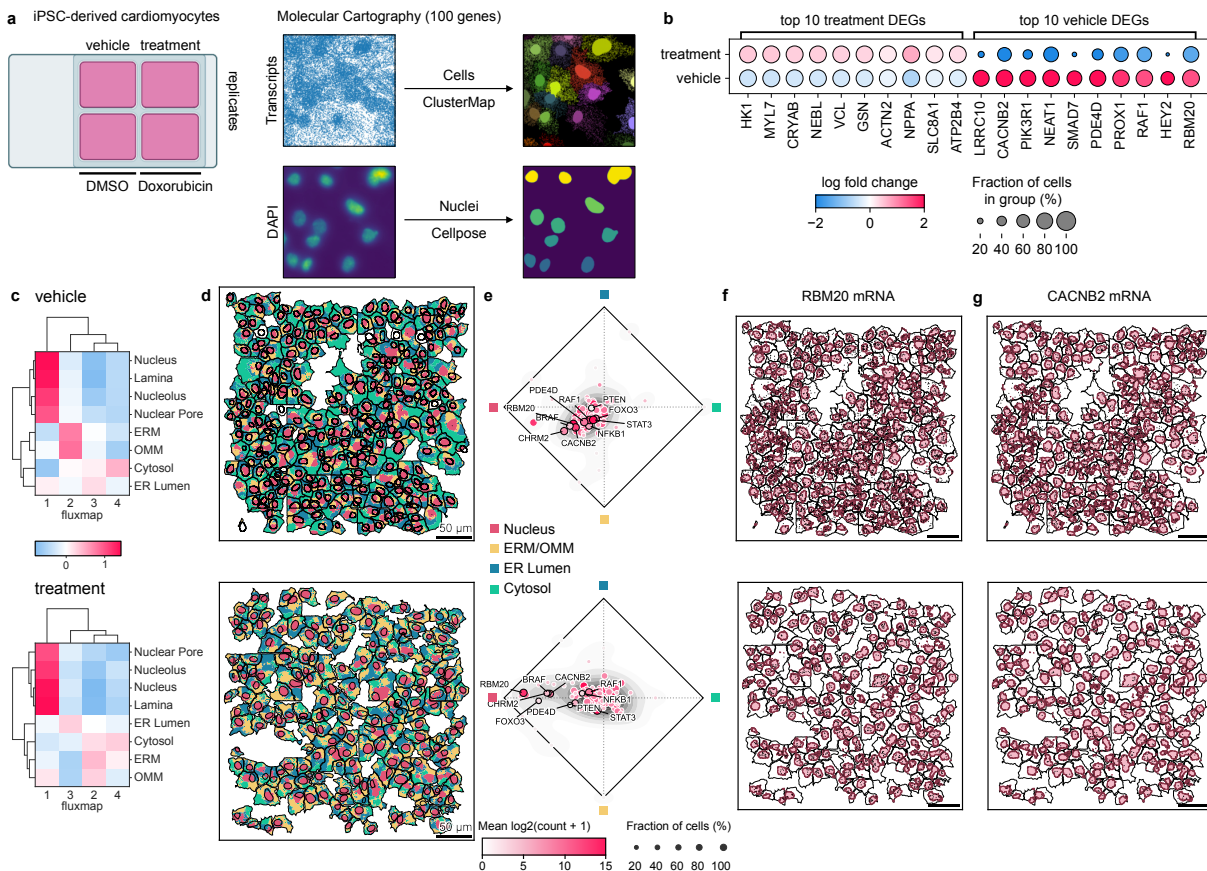 a
iPSC-derived cardiomyocytes
vehicle treatment
replicates
DMSO Doxorubicin
Molecular Cartography (100 genes)
Transcripts
Cells
ClusterMap
DAPI
Nuclei
Cellpose
b
top 10 treatment DEGs top 10 vehicle DEGs
treatment
vehicle
HK1 MYL7 CRYAB NEBL VCL GSN ACTN2 NPPA SLC8A1 ATP2B4 LRRC10 CACNB2 PIK3R1 NEAT1 SMAD7 PDE4D PROX1 RAF1 HEY2 RBM20
log fold change
−2 0 2
Fraction of cells
in group (%)
20 40 60 80 100
c
vehicle
Nucleus
Lamina
Nucleolus
Nuclear Pore
ERM
OMM
Cytosol
ER Lumen
1 2 3 4
fluxmap
0 1
treatment
Nuclear Pore
Nucleolus
Nucleus
Lamina
ER Lumen
Cytosol
ERM
OMM
1 3 2 4
fluxmap
d
50 µm
50 µm
e
PDE4D
RAF1 PTEN
RBM20 FOXO3
BRAF STAT3
CHRM2 NFKB1
CACNB2
Nucleus
ERM/OMM
ER Lumen
Cytosol
CACNB2
BRAF
RBM20 RAF1
CHRM2 NFKB1
PDE4D PTEN
FOXO3 STAT3
Mean log2(count + 1)
0 5 10 15
Fraction of cells (%)
20 40 60 80 100
f
RBM20 mRNA
g
CACNB2 mRNA